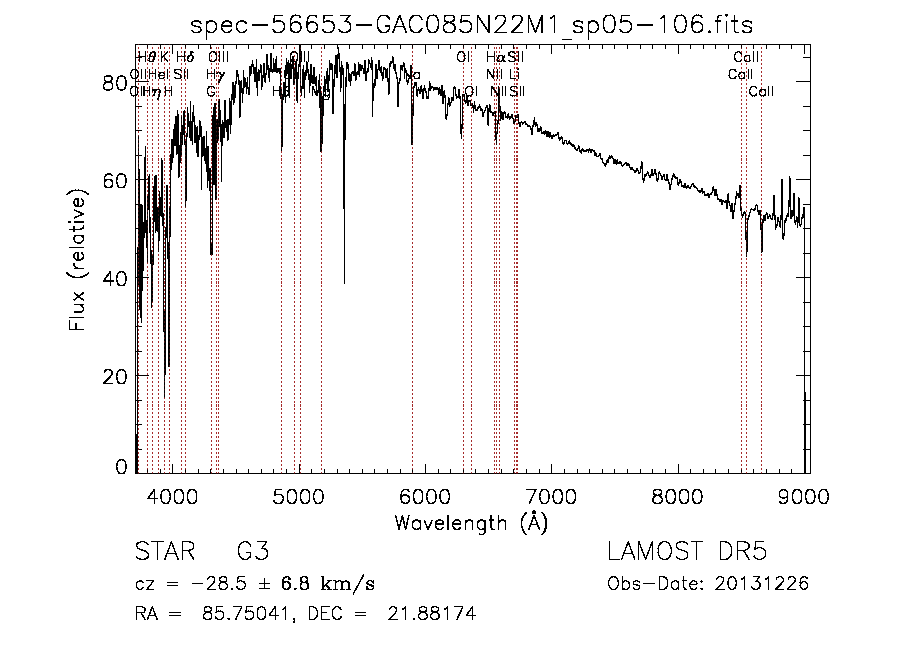 spec-56653-GAC085N22M1_sp05-106.fits
Hθ K Hδ OIII OIII OI Hα SII CaII
OII HeI SII Hγ Na NII Li CaII
OII Hη H G Hβ Mg OI NII SII CaII
80
60
40
20
0
Flux (relative)
4000 5000 6000 7000 8000 9000
Wavelength (Å)
STAR G3 LAMOST DR5
cz = -28.5 ± 6.8 km/s Obs-Date: 20131226
RA = 85.75041, DEC = 21.88174